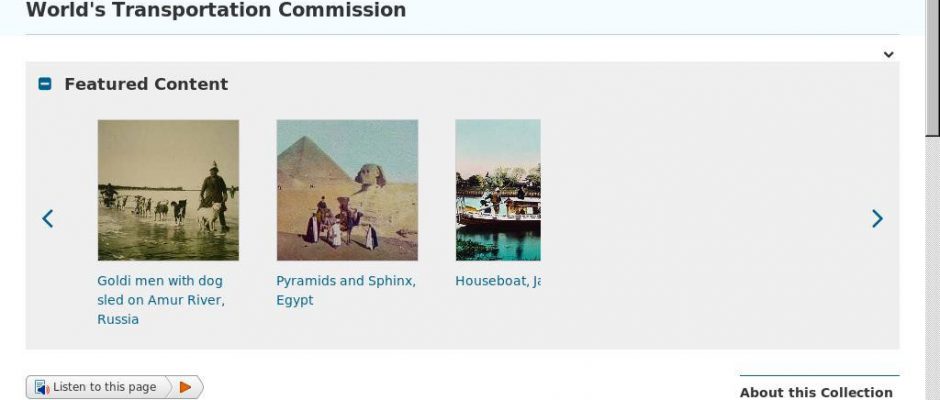 World's Transportation Commission
Featured Content
Goldi men with dog
sled on Amur River,
Russia
Pyramids and Sphinx,
Egypt
Houseboat, Ja
Listen to this page
About this Collection